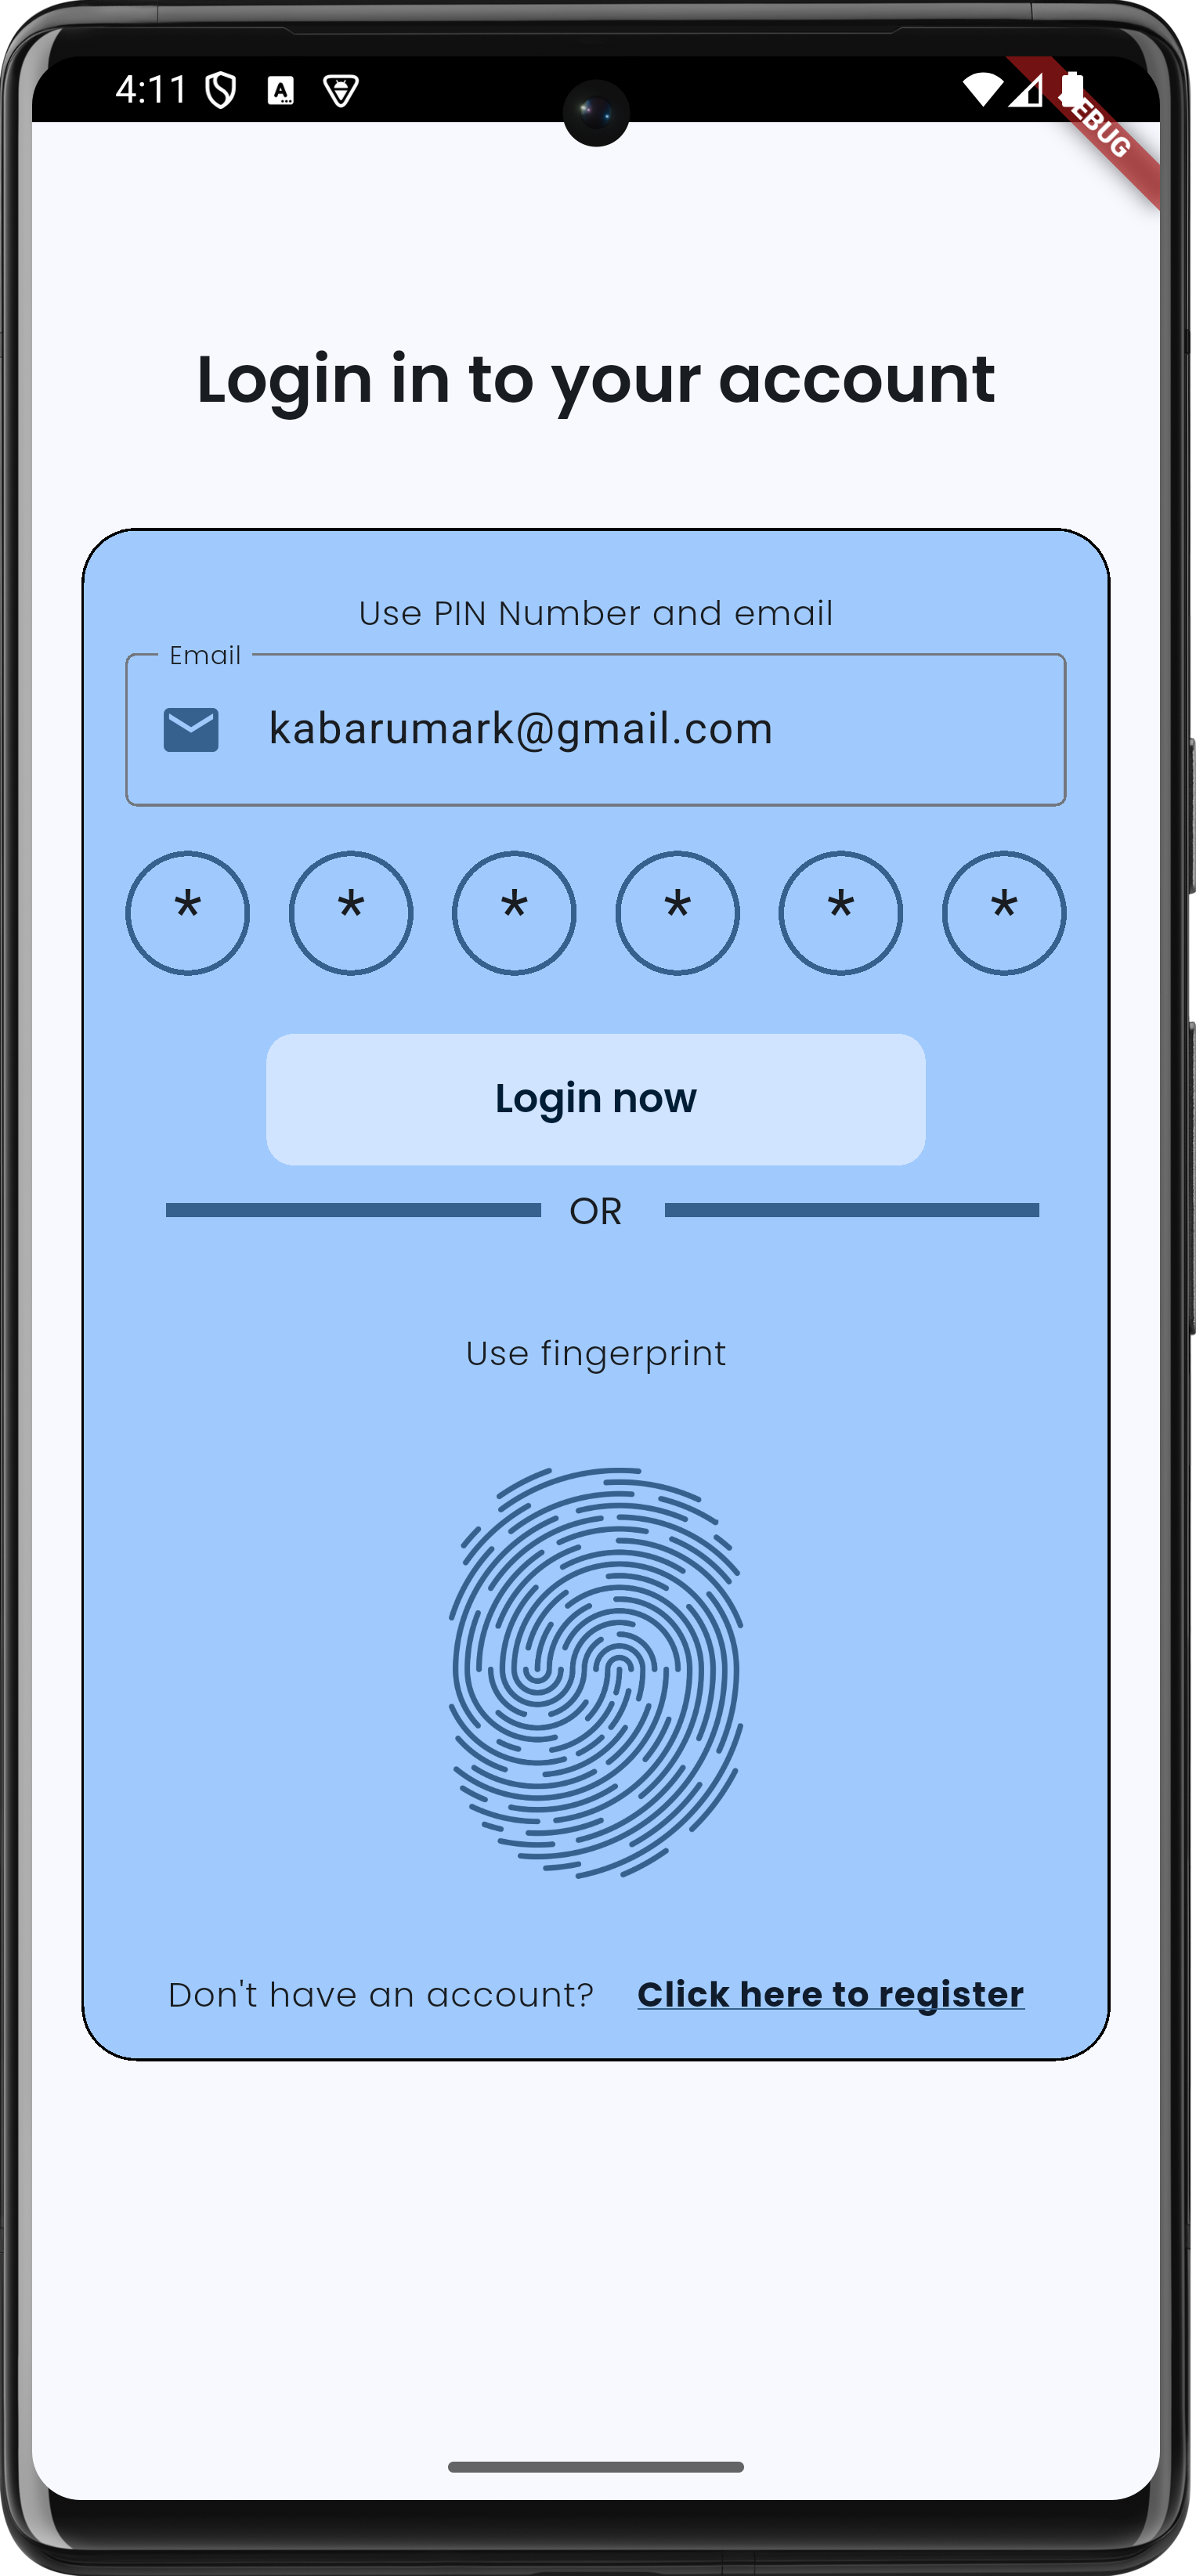 4:11
DEBUG
Login in to your account
Use PIN Number and email
Email
kabarumark@gmail.com
* * * * * *
Login now
OR
Use fingerprint
Don't have an account? Click here to register